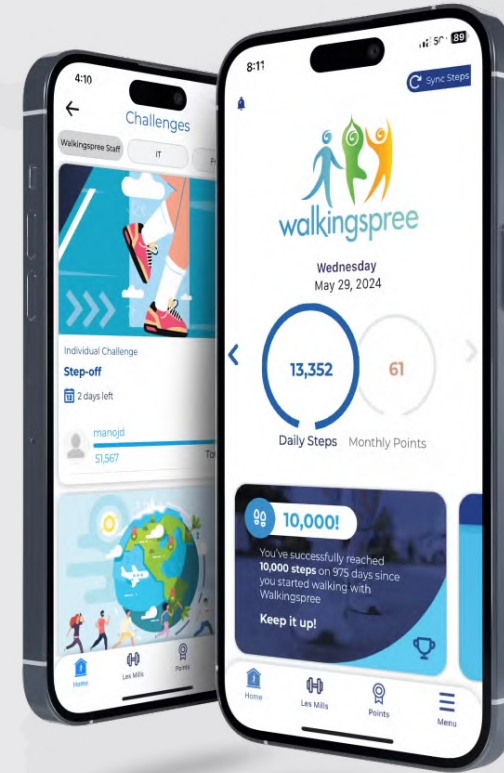 4:10
Challenges
Walkingspree Staff
IT
Individual Challenge
Step-off
2 days left
manojd
51,567
Home
Les Mills
Points
8:11
5G
89
Sync Steps
walkingspree
Wednesday
May 29, 2024
13,352
61
Daily Steps
Monthly Points
10,000!
You've successfully reached
10,000 steps on 975 days since
you started walking with
Walkingspree
Keep it up!
Home
Les Mills
Points
Menu